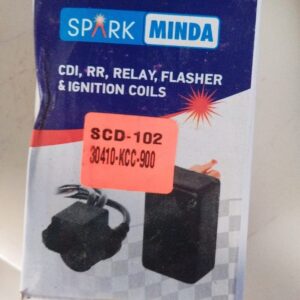 SPARK MINDA
CDI, RR, RELAY, FLASHER
& IGNITION COILS
SCD-102
30410-KCC-900